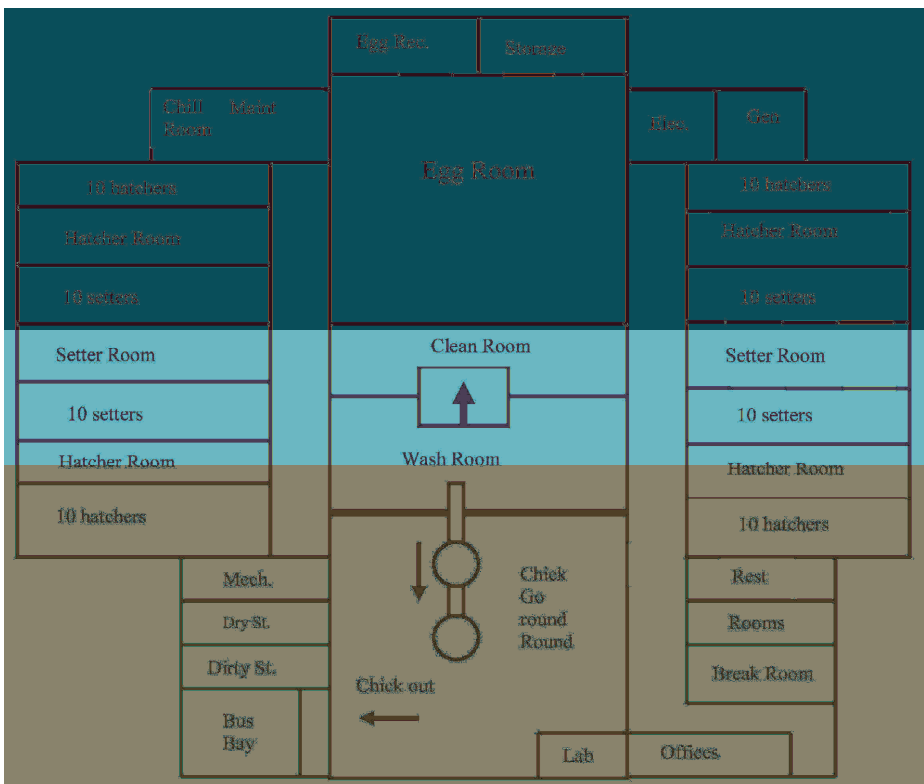 Egg Rec.
Chill
Room
Elec.
Gen
Egg Room
10 hatchers
10 hatchers
Hatcher Room
Hatcher Room
10 setters
10 setters
Setter Room
Clean Room
Setter Room
10 setters
10 setters
Hatcher Room
Wash Room
Hatcher Room
10 hatchers
10 hatchers
Mech.
Chick
Go
round
Round
Rest
Dry St.
Rooms
Dirty St.
Break Room
Chick out
Bus
Bay
Lab
Offices